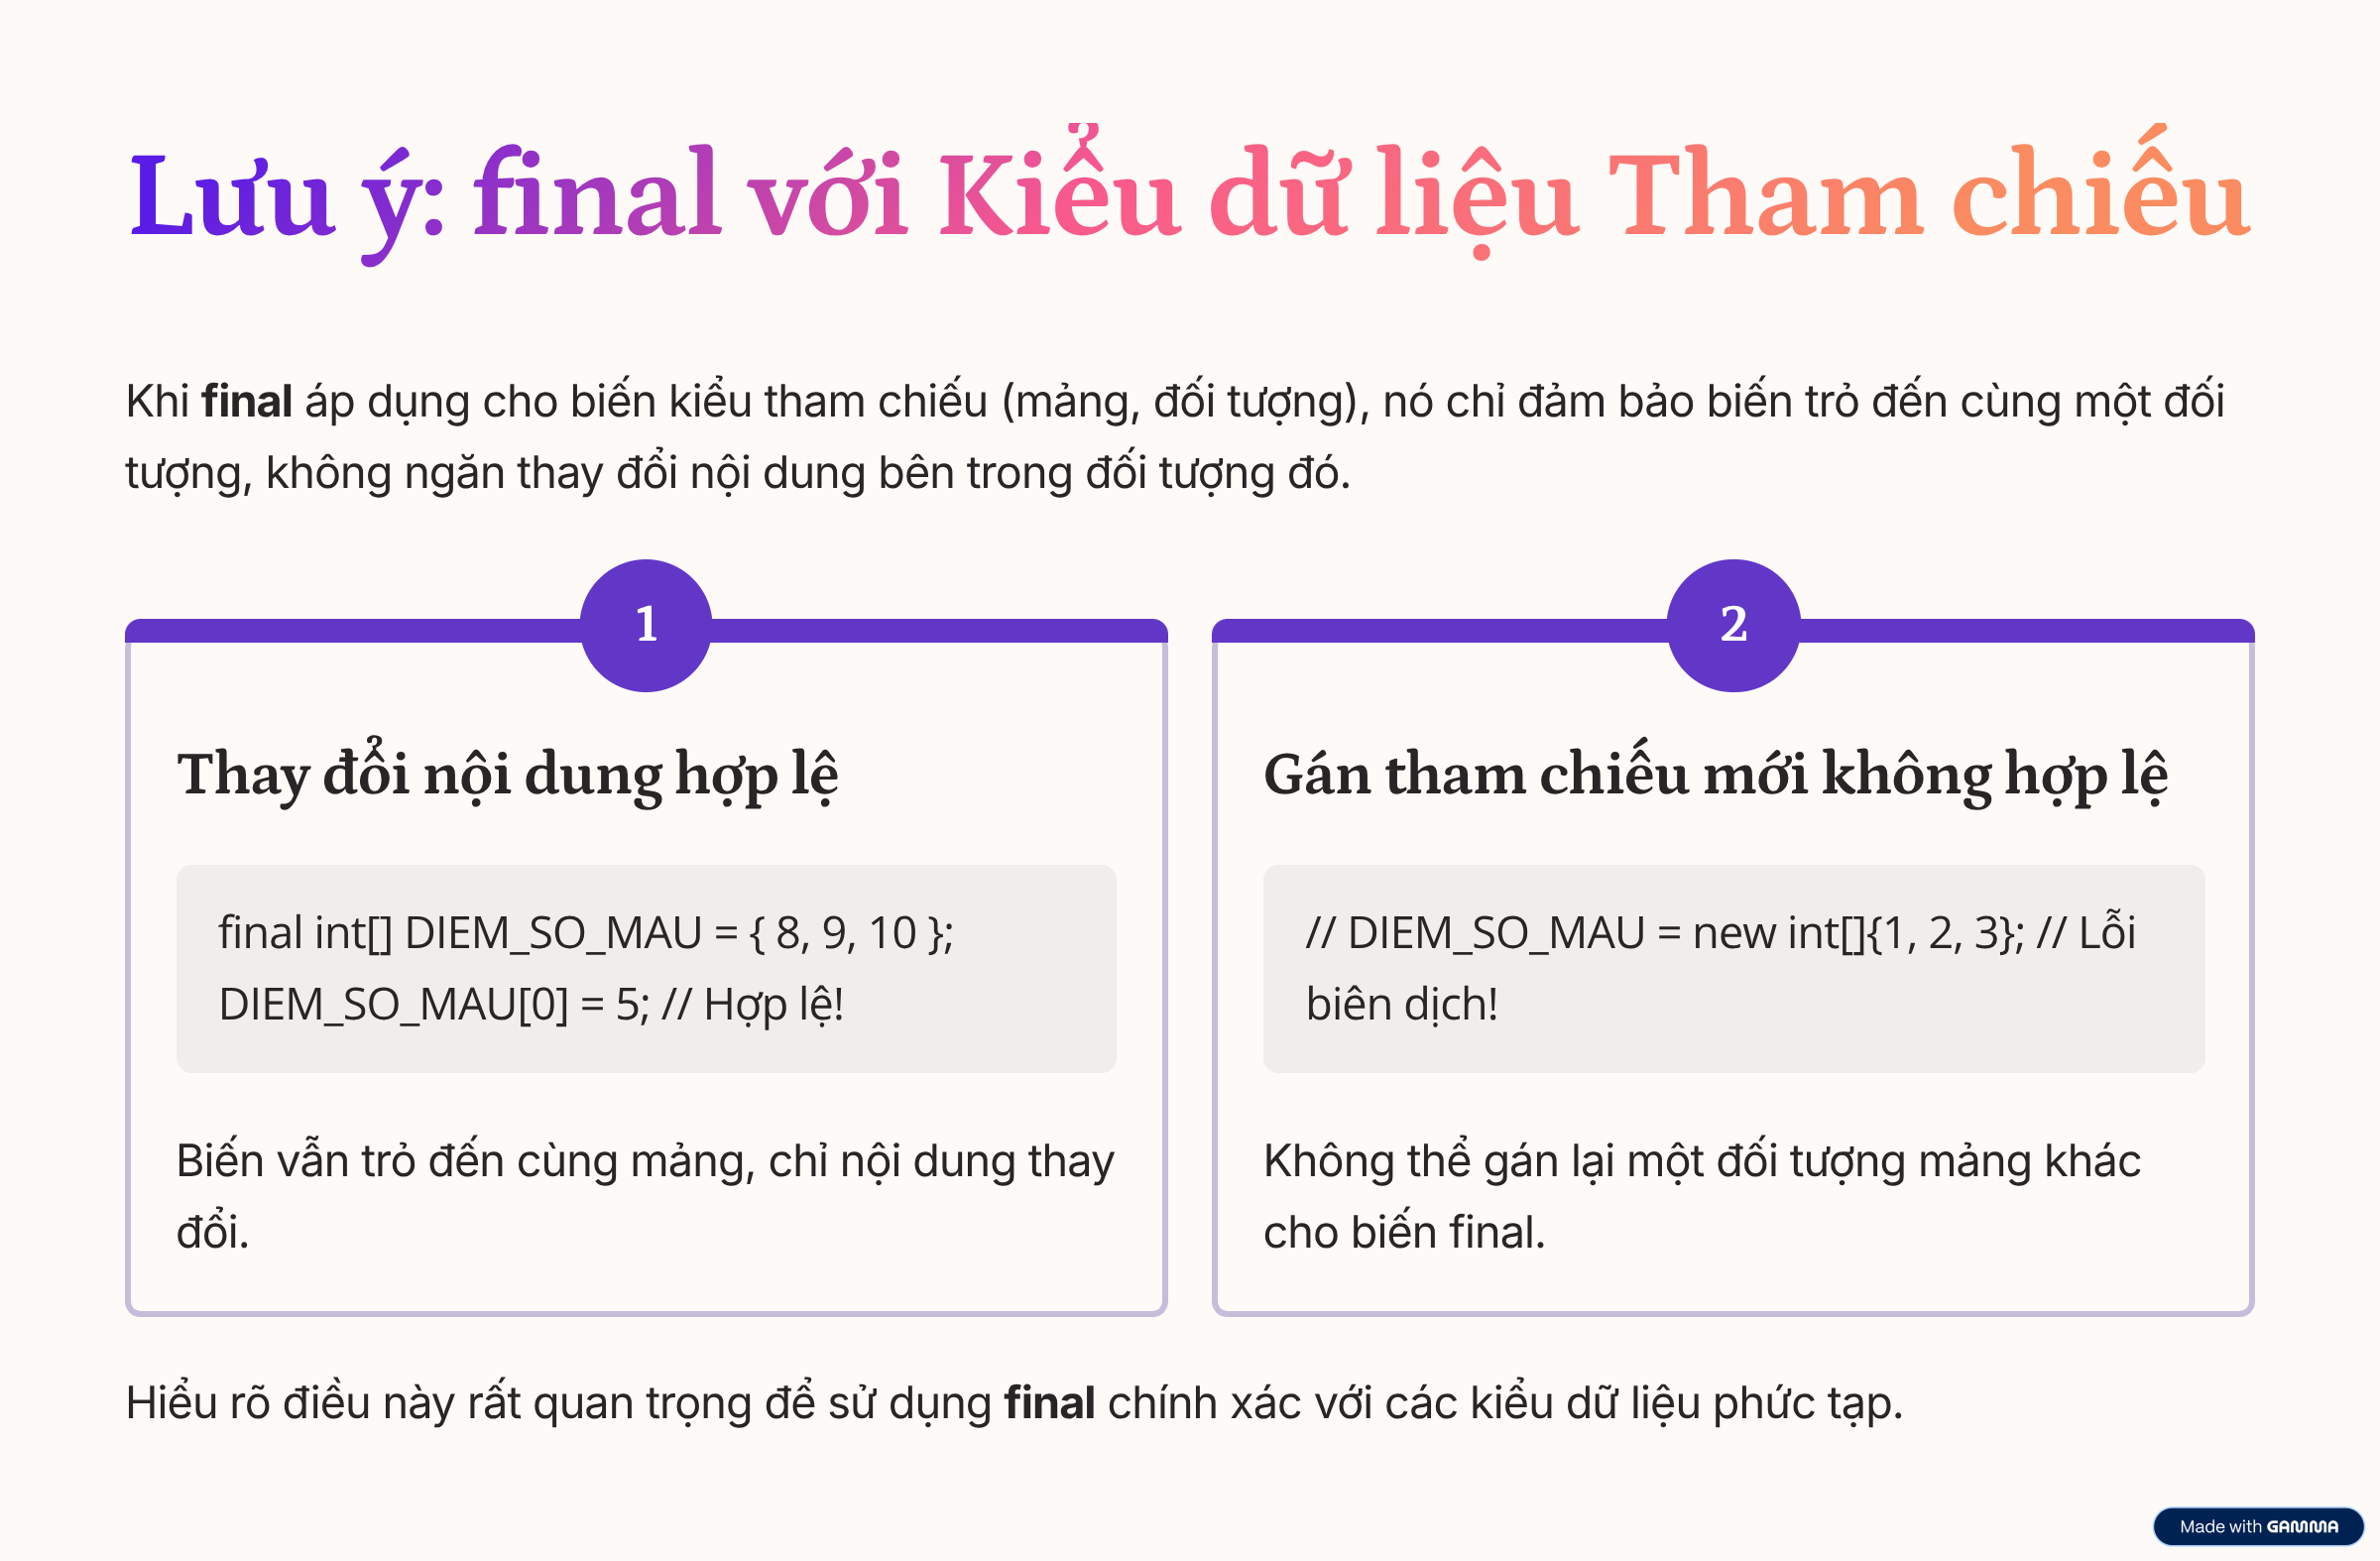 Lưu ý: final với Kiểu dữ liệu Tham chiếu
Khi final áp dụng cho biến kiểu tham chiếu (mảng, đối tượng), nó chỉ đảm bảo biến trỏ đến cùng một đối
tượng, không ngăn thay đổi nội dung bên trong đối tượng đó.
1
Thay đổi nội dung hợp lệ
final int[] DIEM_SO_MAU = { 8, 9, 10 };
DIEM_SO_MAU[0] = 5; // Hợp lệ!
Biến vẫn trỏ đến cùng mảng, chỉ nội dung thay
đổi.
2
Gán tham chiếu mới không hợp lệ
// DIEM_SO_MAU = new int[]{1, 2, 3}; // Lỗi
biên dịch!
Không thể gán lại một đối tượng mảng khác
cho biến final.
Hiểu rõ điều này rất quan trọng để sử dụng final chính xác với các kiểu dữ liệu phức tạp.
Made with GAMMA